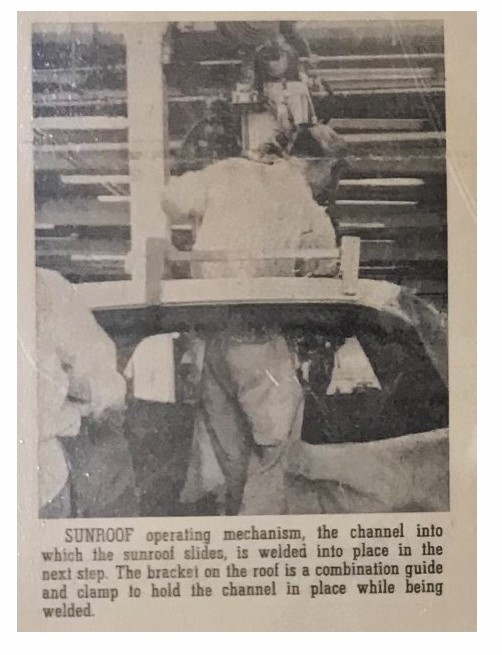 SUNROOF operating mechanism, the channel into
which the sunroof slides, is welded into place in the
next step. The bracket on the roof is a combination guide
and clamp to hold the channel in place while being
welded.